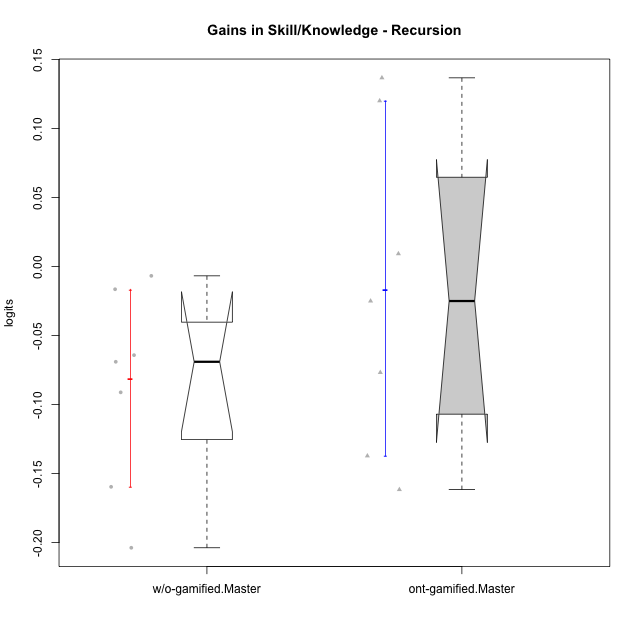 Gains in Skill/Knowledge - Recursion
logits
0.15
0.10
0.05
0.00
-0.05
-0.10
-0.15
-0.20
w/o-gamified.Master
ont-gamified.Master